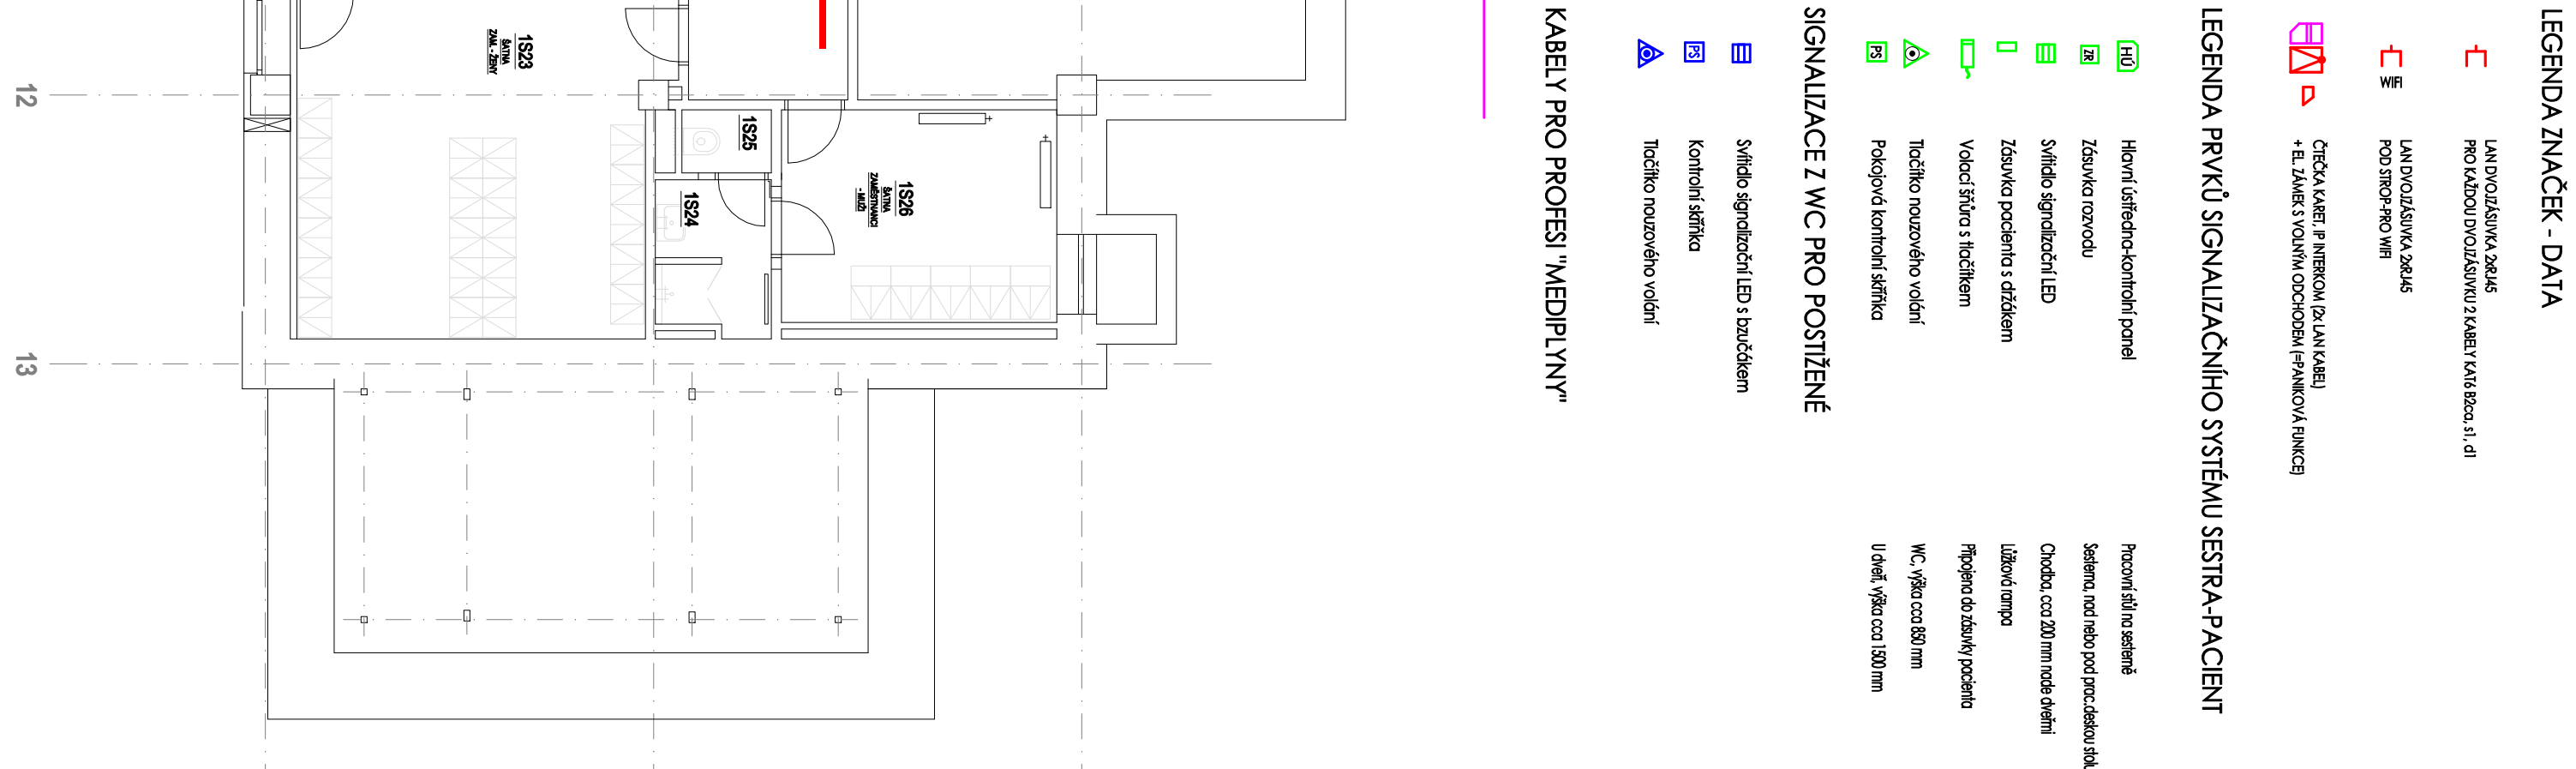 LEGENDA ZNAČEK - DATA
LAN DVOJZÁSUVKA 2xRJ45
PRO KAŽDOU DVOJZÁSUVKU 2 KABELY KAT6 B2ca, s1, d1
WIFI
LAN DVOJZÁSUVKA 2xRJ45
POD STROP-PRO WIFI
ČTEČKA KARET, IP INTERKOM (2x LAN KABEL)
+ EL. ZÁMEK S VOLNÝM ODCHODEM (=PANIKOVÁ FUNKCE)
LEGENDA PRVKŮ SIGNALIZAČNÍHO SYSTÉMU SESTRA-PACIENT
HÚ Hlavní ústředna-kontrolní panel Pracovní stůl na sesterně
ZR Zásuvka rozvodu Sesterna, nad nebo pod prac.deskou stolu
Svítidlo signalizační LED Chodba, cca 200 mm nade dveřmi
Zásuvka pacienta s držákem Lůžková rampa
Volací šňůra s tlačítkem Připojena do zásuvky pacienta
Tlačítko nouzového volání WC, výška cca 850 mm
PS Pokojová kontrolní skříňka U dveří, výška cca 1500 mm
SIGNALIZACE Z WC PRO POSTIŽENÉ
Svítidlo signalizační LED s bzučákem
PS Kontrolní skříňka
Tlačítko nouzového volání
KABELY PRO PROFESI "MEDIPLYNY"
1S26
ŠATNA
ZAMĚSTNANCI
- MUŽI
1S25
1S24
1S23
ŠATNA
ZAM. - ŽENY
12
13